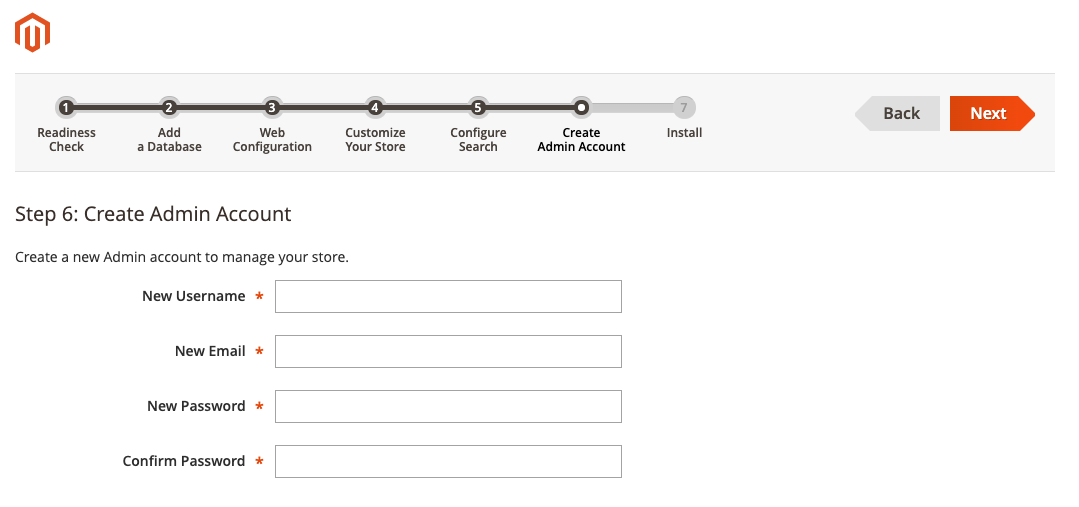 1 2 3 4 5 7
Readiness Check
Add a Database
Web Configuration
Customize Your Store
Configure Search
Create Admin Account
Install
Back
Next
Step 6: Create Admin Account
Create a new Admin account to manage your store.
New Username *
New Email *
New Password *
Confirm Password *